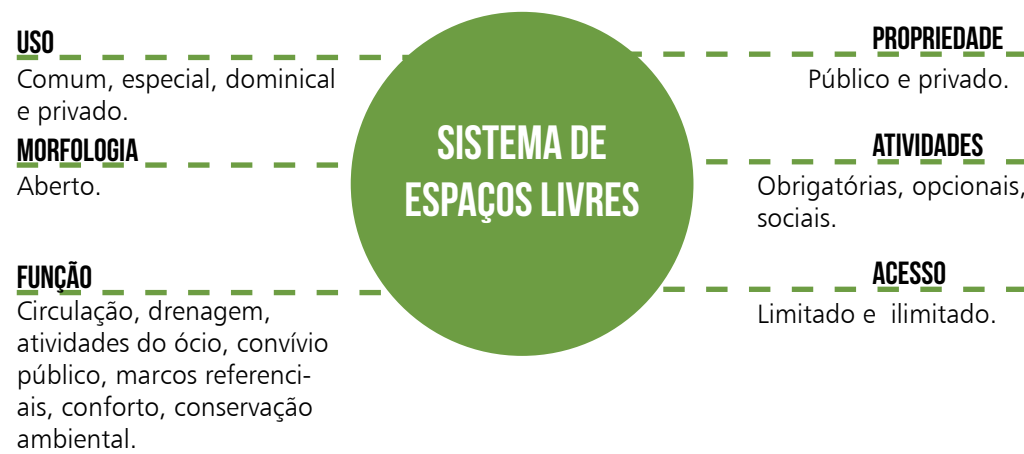 USO
Comum, especial, dominical
e privado.
MORFOLOGIA
Aberto.
FUNÇÃO
Circulação, drenagem,
atividades do ócio, convívio
público, marcos referenci-
ais, conforto, conservação
ambiental.
SISTEMA DE
ESPAÇOS LIVRES
PROPRIEDADE
Público e privado.
ATIVIDADES
Obrigatórias, opcionais,
sociais.
ACESSO
Limitado e  ilimitado.